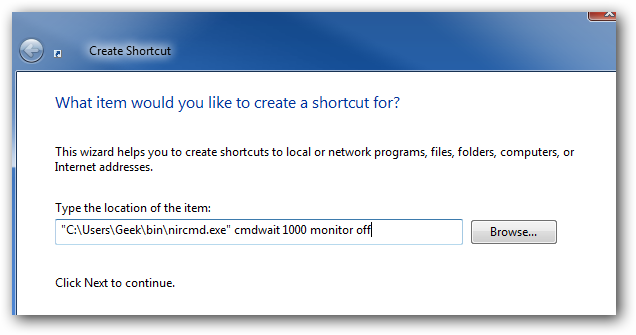 Create Shortcut
What item would you like to create a shortcut for?
This wizard helps you to create shortcuts to local or network programs, files, folders, computers, or
Internet addresses.
Type the location of the item:
"C:\Users\Geek\bin\nircmd.exe" cmdwait 1000 monitor off
Browse...
Click Next to continue.